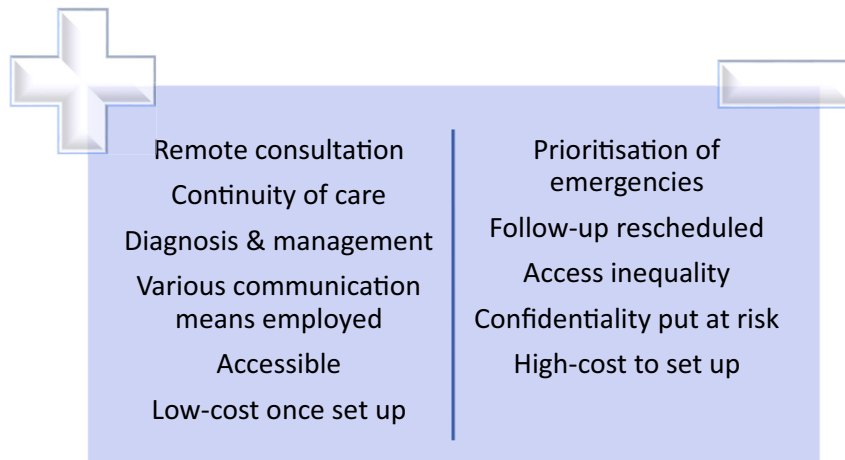 Remote consultation
Continuity of care
Diagnosis & management
Various communication
means employed
Accessible
Low-cost once set up
Prioritisation of
emergencies
Follow-up rescheduled
Access inequality
Confidentiality put at risk
High-cost to set up